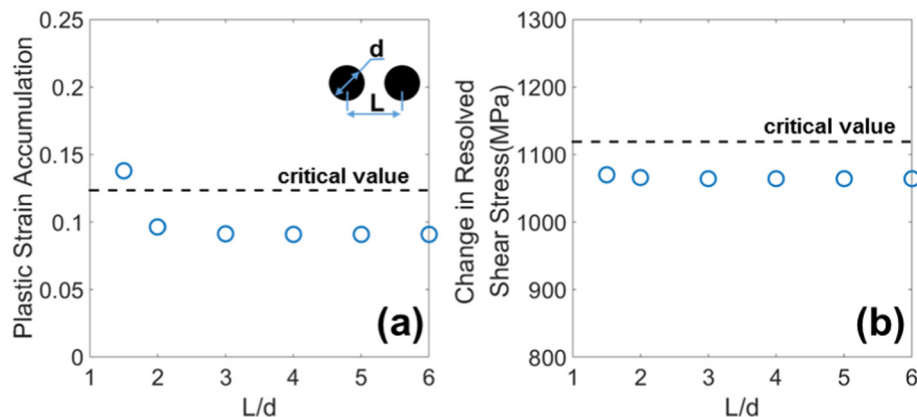 0.25
0.2
0.15
0.1
0.05
0
Plastic Strain Accumulation
d
L
critical value
(a)
1 2 3 4 5 6
L/d
1300
1200
1100
1000
900
800
Change in Resolved
Shear Stress(MPa)
critical value
(b)
1 2 3 4 5 6
L/d